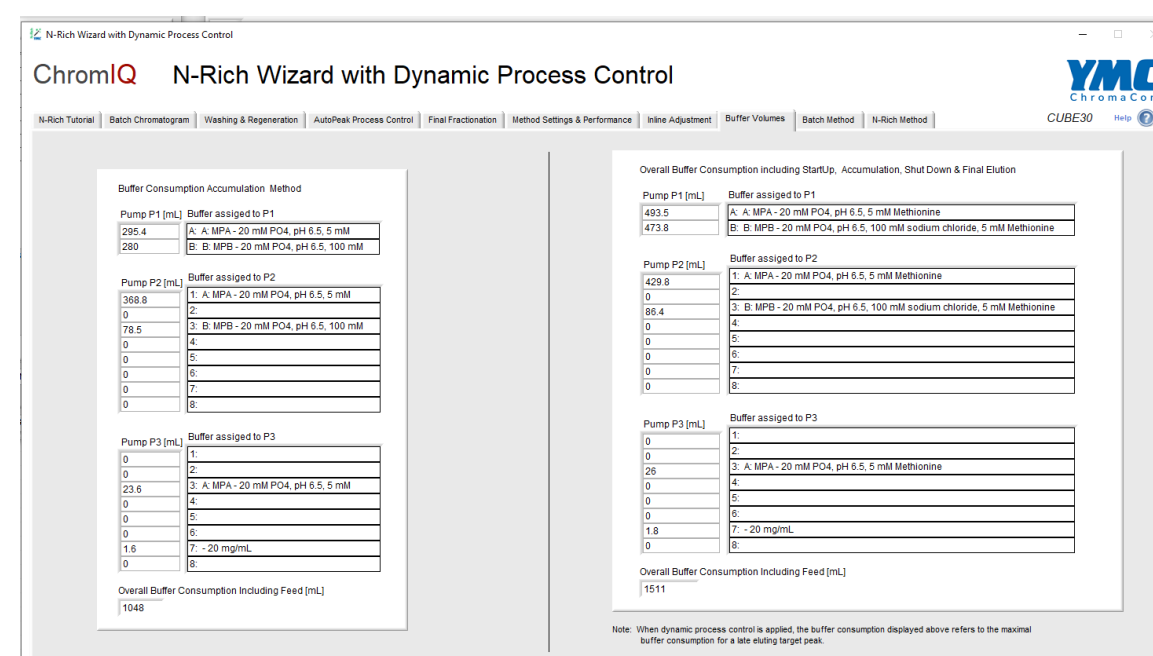 N-Rich Wizard with Dynamic Process Control
ChromIQ N-Rich Wizard with Dynamic Process Control
YMC
ChromaCor
N-Rich Tutorial Batch Chromatogram Washing & Regeneration AutoPeak Process Control Final Fractionation Method Settings & Performance Inline Adjustment Buffer Volumes Batch Method N-Rich Method CUBE30 Help ?
Buffer Consumption Accumulation Method
Pump P1 [mL] Buffer assiged to P1
295.4 A: A: MPA - 20 mM PO4, pH 6.5, 5 mM
280 B: B: MPB - 20 mM PO4, pH 6.5, 100 mM
Pump P2 [mL] Buffer assiged to P2
368.8 1: A: MPA - 20 mM PO4, pH 6.5, 5 mM
0 2:
78.5 3: B: MPB - 20 mM PO4, pH 6.5, 100 mM
0 4:
0 5:
0 6:
0 7:
0 8:
Pump P3 [mL] Buffer assiged to P3
0 1:
0 2:
23.6 3: A: MPA - 20 mM PO4, pH 6.5, 5 mM
0 4:
0 5:
0 6:
1.6 7: - 20 mg/mL
0 8:
Overall Buffer Consumption Including Feed [mL]
1048
Overall Buffer Consumption including StartUp, Accumulation, Shut Down & Final Elution
Pump P1 [mL] Buffer assiged to P1
493.5 A: A: MPA - 20 mM PO4, pH 6.5, 5 mM Methionine
473.8 B: B: MPB - 20 mM PO4, pH 6.5, 100 mM sodium chloride, 5 mM Methionine
Pump P2 [mL] Buffer assiged to P2
429.8 1: A: MPA - 20 mM PO4, pH 6.5, 5 mM Methionine
0 2:
86.4 3: B: MPB - 20 mM PO4, pH 6.5, 100 mM sodium chloride, 5 mM Methionine
0 4:
0 5:
0 6:
0 7:
0 8:
Pump P3 [mL] Buffer assiged to P3
0 1:
0 2:
26 3: A: MPA - 20 mM PO4, pH 6.5, 5 mM Methionine
0 4:
0 5:
0 6:
1.8 7: - 20 mg/mL
0 8:
Overall Buffer Consumption Including Feed [mL]
1511
Note: When dynamic process control is applied, the buffer consumption displayed above refers to the maximal
buffer consumption for a late eluting target peak.